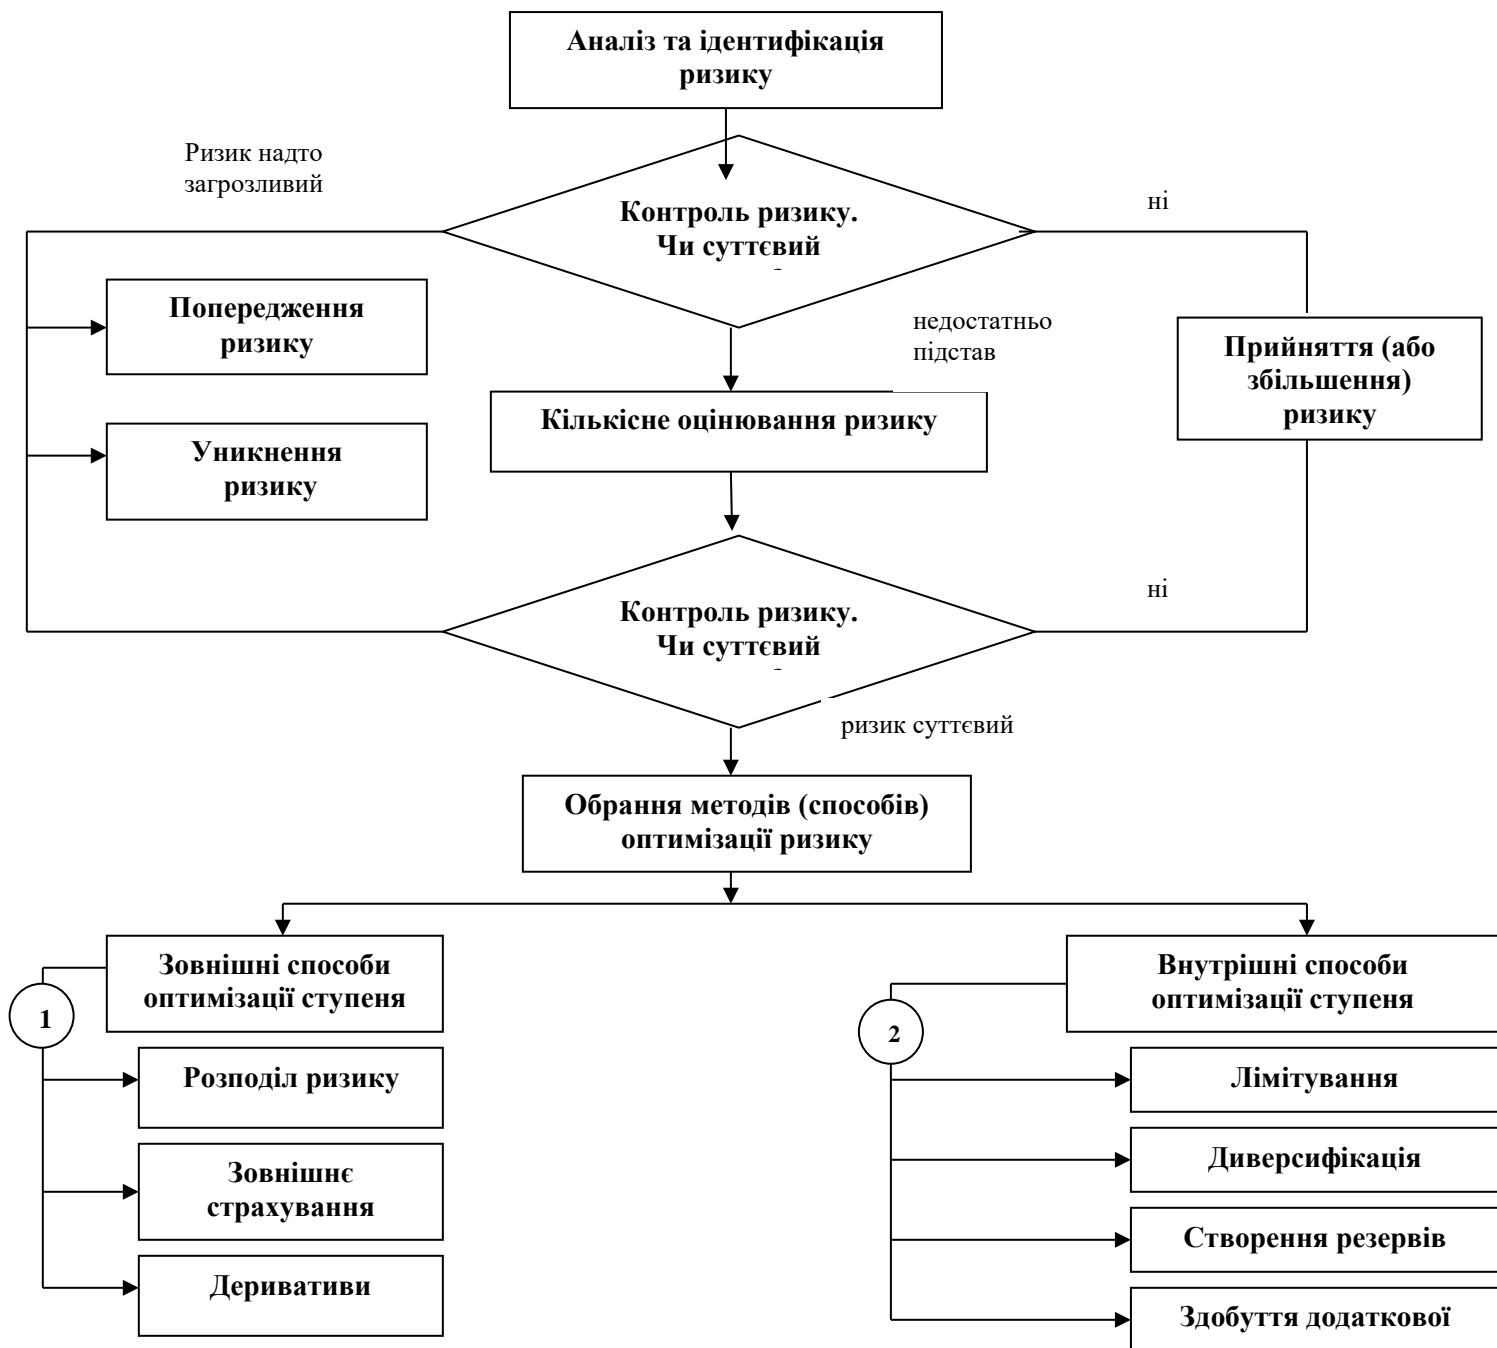 Аналіз та ідентифікація
ризику
Ризик надто
загрозливий
Контроль ризику.
Чи суттєвий
ні
Попередження
ризику
недостатньо
підстав
Прийняття (або
збільшення)
ризику
Кількісне оцінювання ризику
Уникнення
ризику
Контроль ризику.
Чи суттєвий
ні
ризик суттєвий
Обрання методів (способів)
оптимізації ризику
Зовнішні способи
оптимізації ступеня
Внутрішні способи
оптимізації ступеня
1
2
Розподіл ризику
Лімітування
Зовнішнє
страхування
Диверсифікація
Створення резервів
Деривативи
Здобуття додаткової